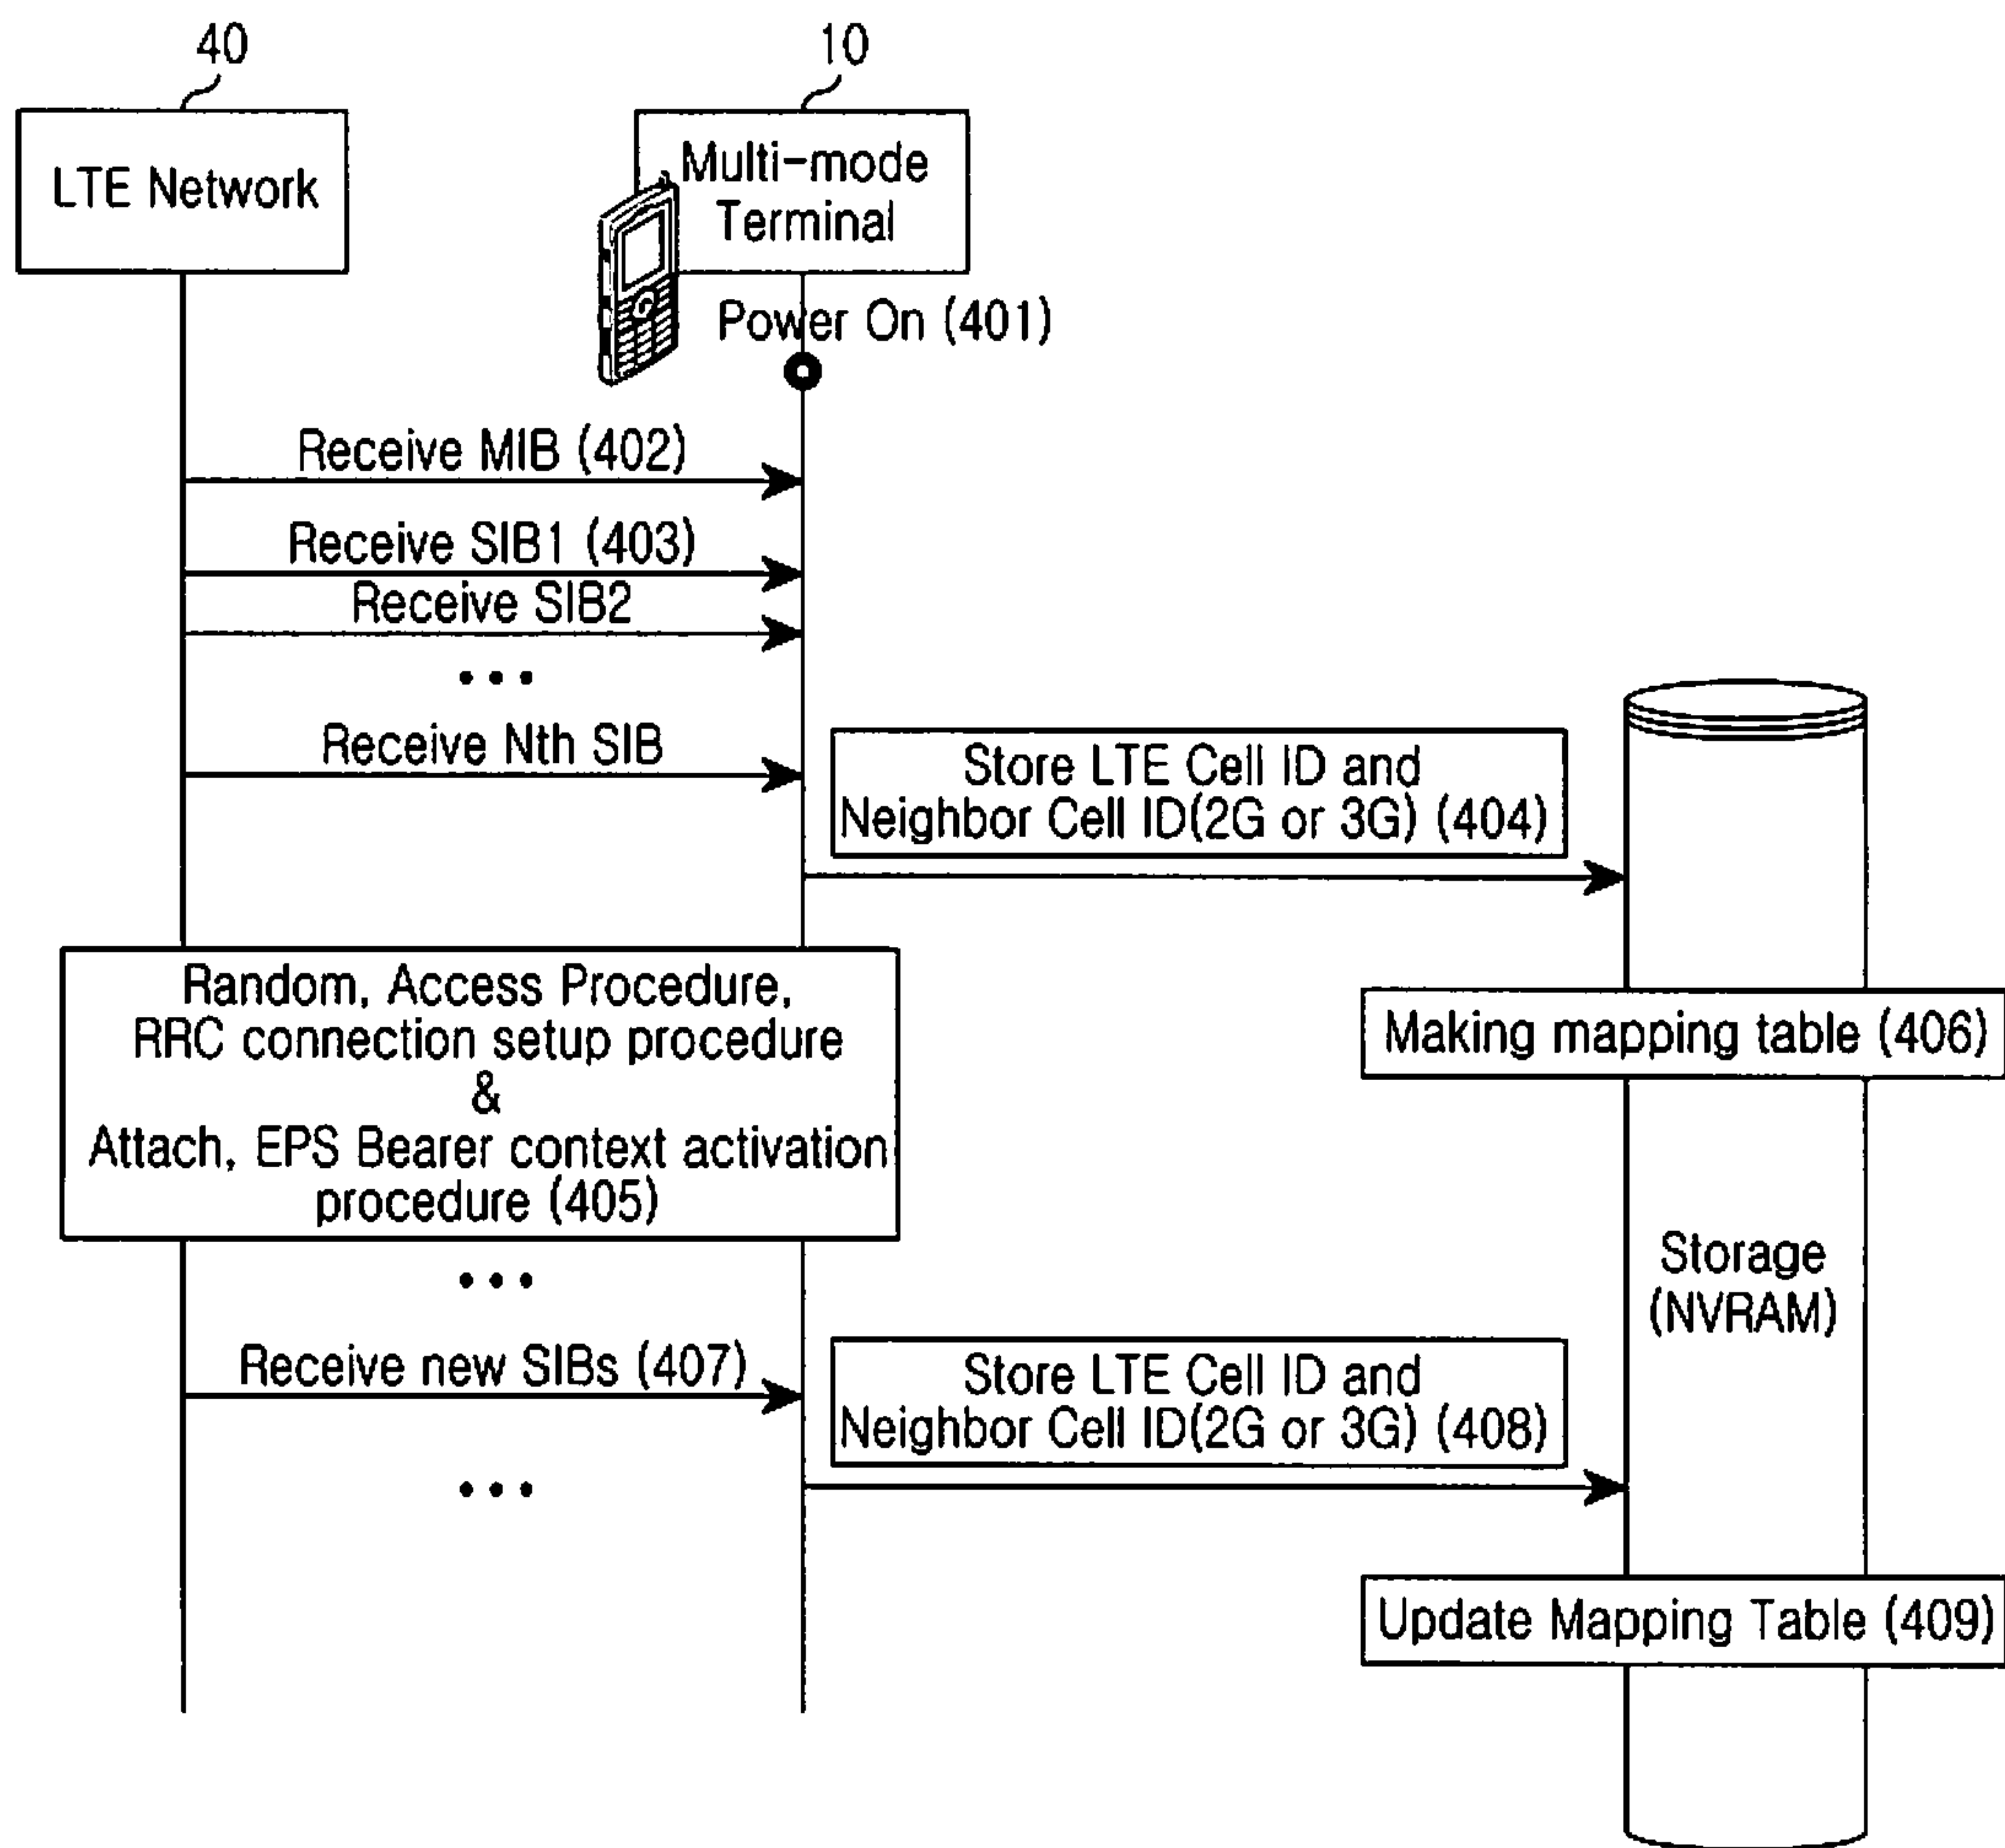 40
10
LTE Network
Multi-mode
Terminal
Power On (401)
Receive MIB (402)
Receive SIB1 (403)
Receive SIB2
...
Receive Nth SIB
Store LTE Cell ID and
Neighbor Cell ID(2G or 3G) (404)
Random, Access Procedure,
RRC connection setup procedure
&
Attach, EPS Bearer context activation
procedure (405)
Making mapping table (406)
...
Storage
(NVRAM)
Receive new SIBs (407)
Store LTE Cell ID and
Neighbor Cell ID(2G or 3G) (408)
...
Update Mapping Table (409)